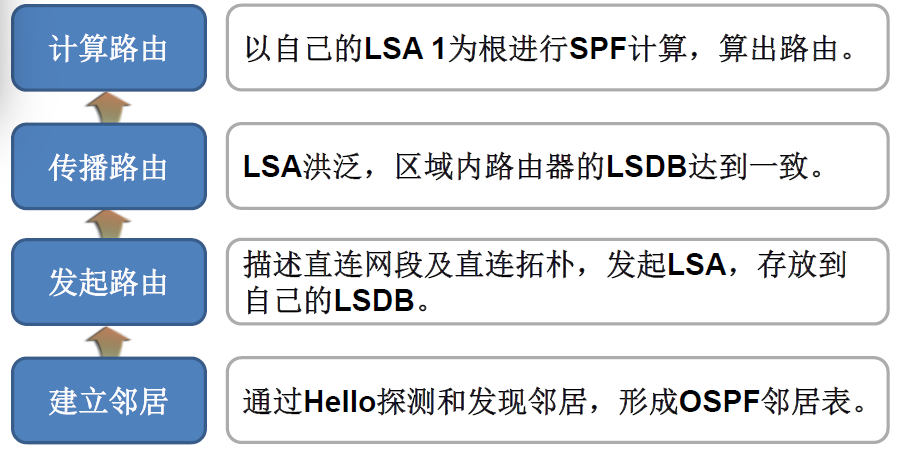 计算路由
以自己的LSA 1为根进行SPF计算，算出路由。
传播路由
LSA洪泛，区域内路由器的LSDB达到一致。
发起路由
描述直连网段及直连拓朴，发起LSA，存放到
自己的LSDB。
建立邻居
通过Hello探测和发现邻居，形成OSPF邻居表。